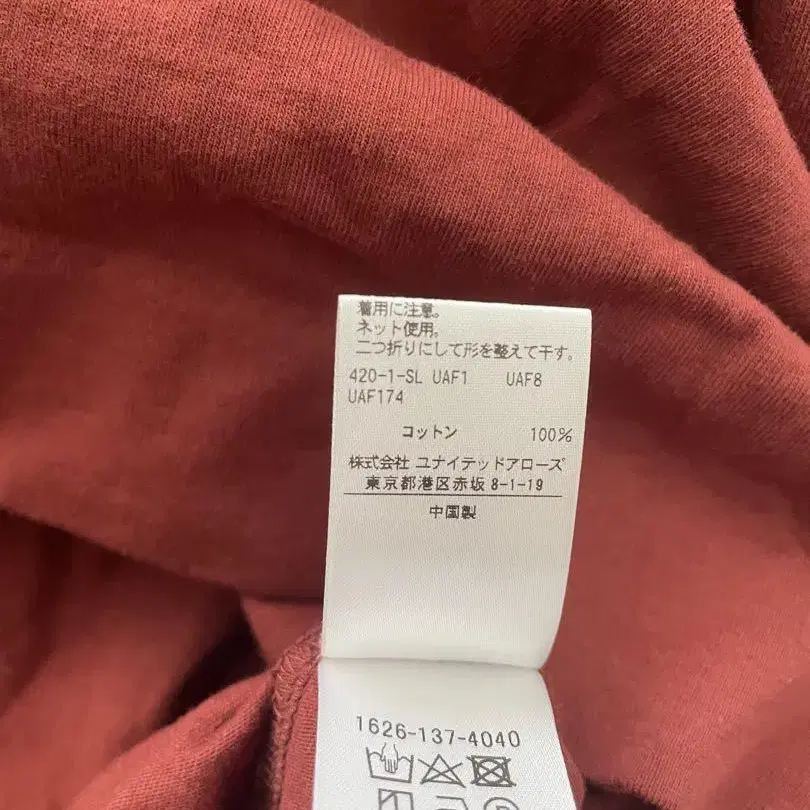 着用に注意。
ネット使用。
二つ折りにして形を整えて干す。
420-1-SL UAF1 UAF8
UAF174
コットン 100%
株式会社 ユナイテッドアローズ
東京都港区赤坂 8-1-19
中国製
1626-137-4040